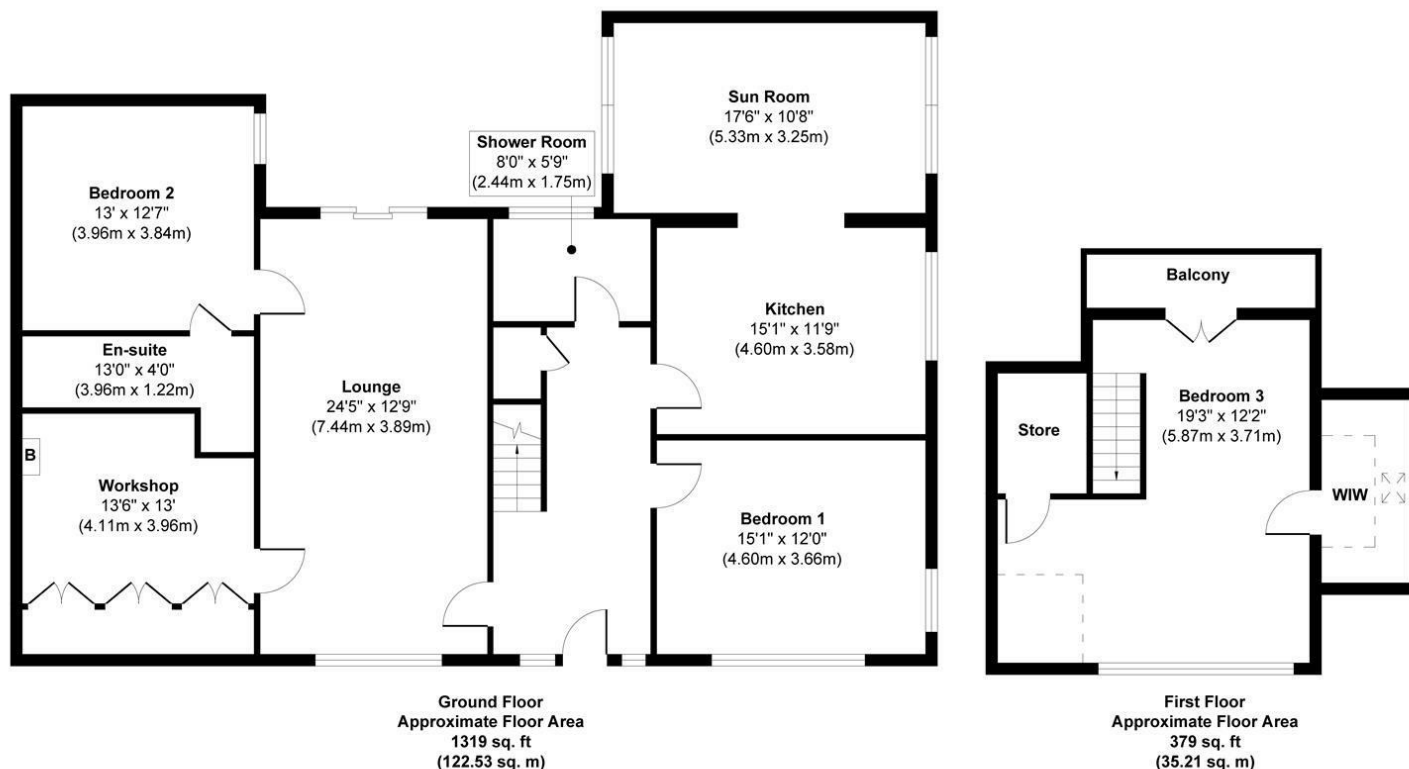 Sun Room
17'6" x 10'8"
(5.33m x 3.25m)
Shower Room
8'0" x 5'9"
(2.44m x 1.75m)
Bedroom 2
13' x 12'7"
(3.96m x 3.84m)
Kitchen
15'1" x 11'9"
(4.60m x 3.58m)
En-suite
13'0" x 4'0"
(3.96m x 1.22m)
Lounge
24'5" x 12'9"
(7.44m x 3.89m)
B
Workshop
13'6" x 13'
(4.11m x 3.96m)
Bedroom 1
15'1" x 12'0"
(4.60m x 3.66m)
Ground Floor
Approximate Floor Area
1319 sq. ft
(122.53 sq. m)
Balcony
Bedroom 3
19'3" x 12'2"
(5.87m x 3.71m)
Store
WIW
First Floor
Approximate Floor Area
379 sq. ft
(35.21 sq. m)